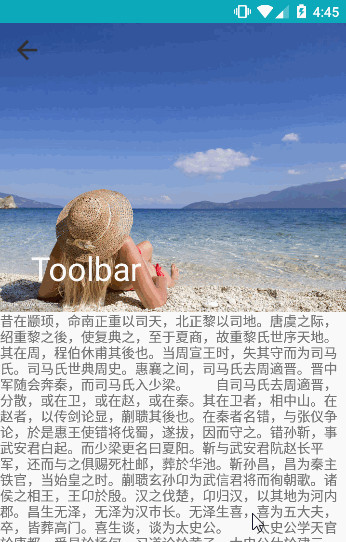 4:45
Toolbar
昔在颛顼，命南正重以司天，北正黎以司地。唐虞之际，
绍重黎之後，使复典之，至于夏商，故重黎氏世序天地。
其在周，程伯休甫其後也。当周宣王时，失其守而为司马
氏。司马氏世典周史。惠襄之间，司马氏去周適晋。晋中
军随会奔秦，而司马氏入少梁。 自司马氏去周適晋，
分散，或在卫，或在赵，或在秦。其在卫者，相中山。在
赵者，以传剑论显，蒯聩其後也。在秦者名错，与张仪争
论，於是惠王使错将伐蜀，遂拔，因而守之。错孙靳，事
武安君白起。而少梁更名曰夏阳。靳与武安君阬赵长平
军，还而与之俱赐死杜邮，葬於华池。靳孙昌，昌为秦主
铁官，当始皇之时。蒯聩玄孙卬为武信君将而徇朝歌。诸
侯之相王，王卬於殷。汉之伐楚，卬归汉，以其地为河内
郡。昌生无泽，无泽为汉市长。无泽生喜，喜为五大夫，
卒，皆葬高门。喜生谈，谈为太史公。 太史公学天官